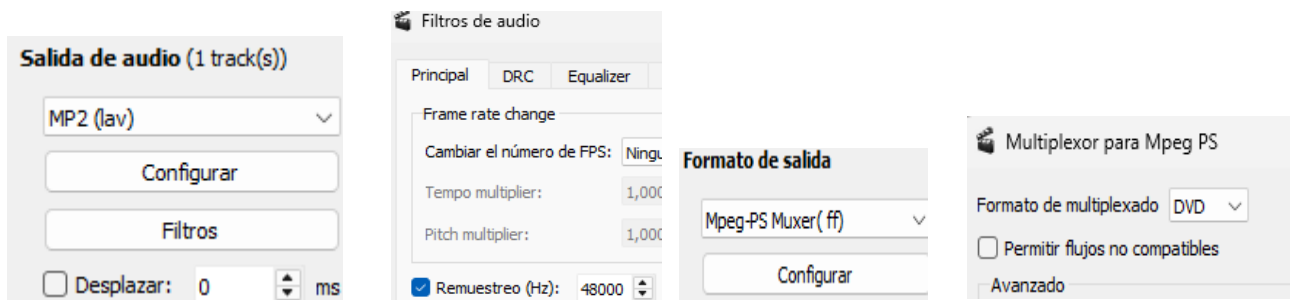 Salida de audio (1 track(s))
MP2 (lav)
Configurar
Filtros
Desplazar: 0 ms
Filtros de audio
Principal DRC Equalizer
Frame rate change
Cambiar el número de FPS: Ningu
Tempo multiplier: 1,000
Pitch multiplier: 1,000
Remuestreo (Hz): 48000
Formato de salida
Mpeg-PS Muxer( ff)
Configurar
Multiplexor para Mpeg PS
Formato de multiplexado DVD
Permitir flujos no compatibles
Avanzado